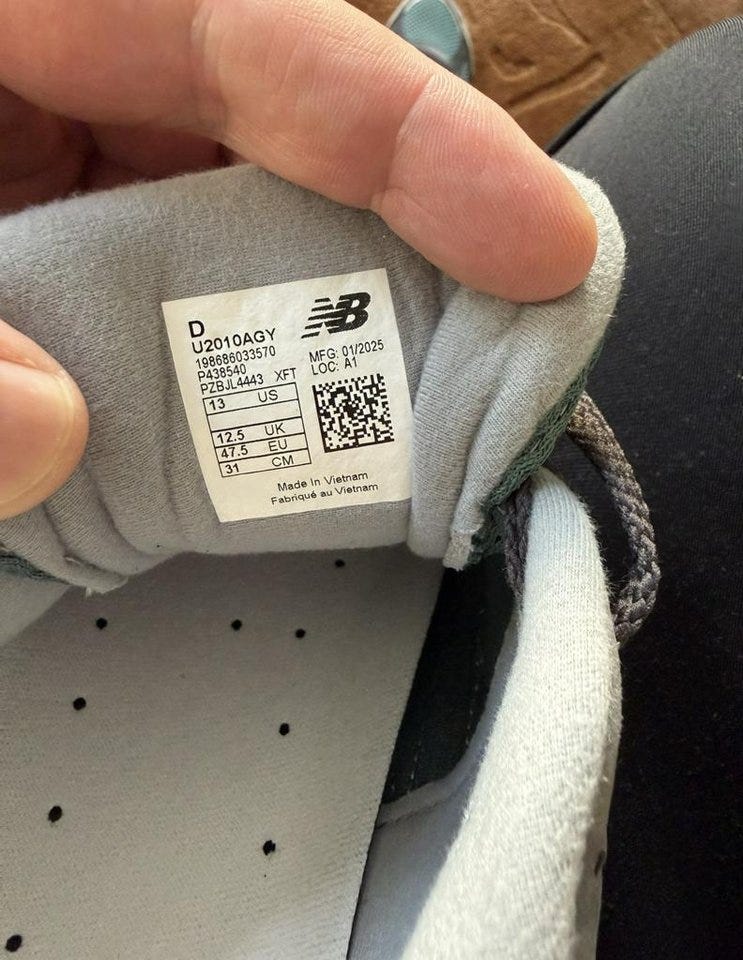 D
NB
U2010AGY
198686033570
P438540
PZBJL4443 XFT
MFG: 01/2025
LOC: A1
13 US
12.5 UK
47.5 EU
31 CM
Made In Vietnam
Fabriqué au Vietnam